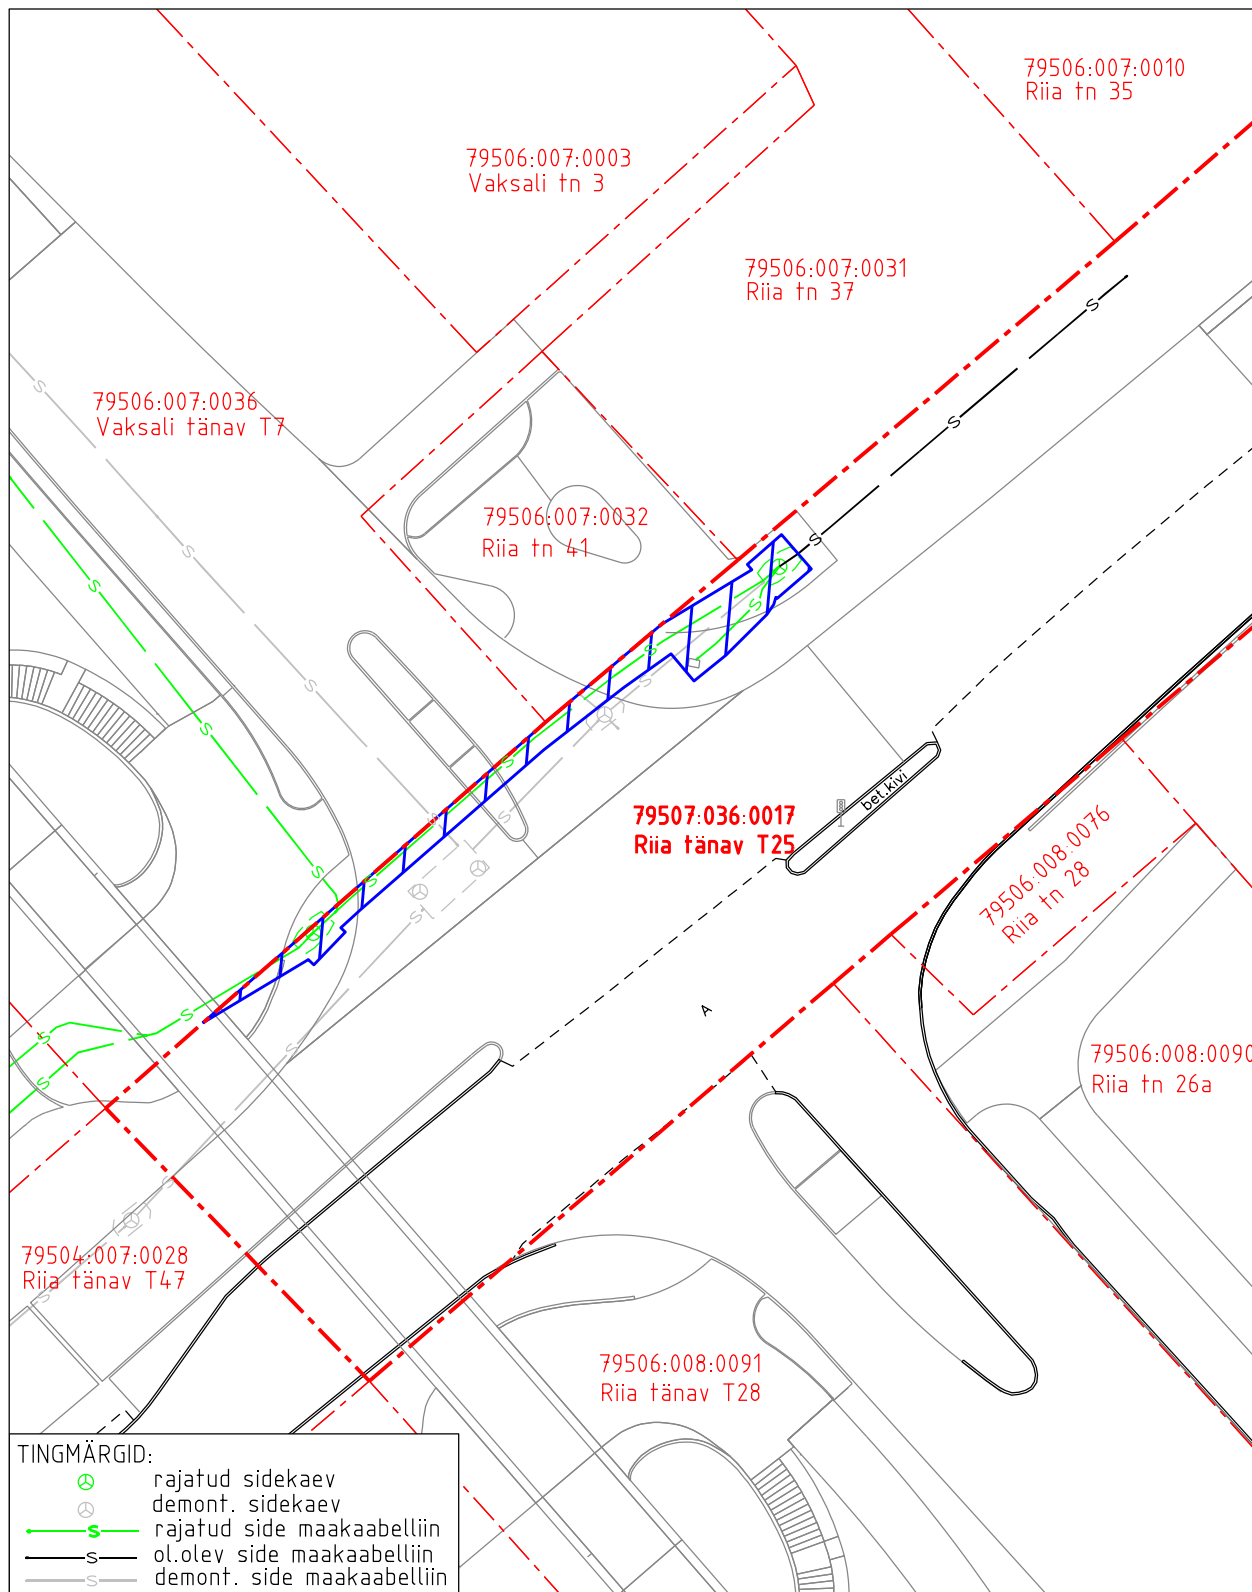 79506:007:0010
Riia tn 35
79506:007:0003
Vaksali tn 3
79506:007:0031
Riia tn 37
S
S
S
79506:007:0036
Vaksali tänav T7
79506:007:0032
Riia tn 41
S
S
S
S
S
S
S
S
S
S
bet.kivi
79507:036:0017
Riia tänav T25
S
S
79506:008:0076
Riia tn 28
S
S
S
A
S
S
S
S
79506:008:0090
Riia tn 26a
S
79504:007:0028
Riia tänav T47
S
79506:008:0091
Riia tänav T28
TINGMÄRGID:
rajatud sidekaev
demont. sidekaev
S rajatud side maakaabelliin
S ol.olev side maakaabelliin
S demont. side maakaabelliin